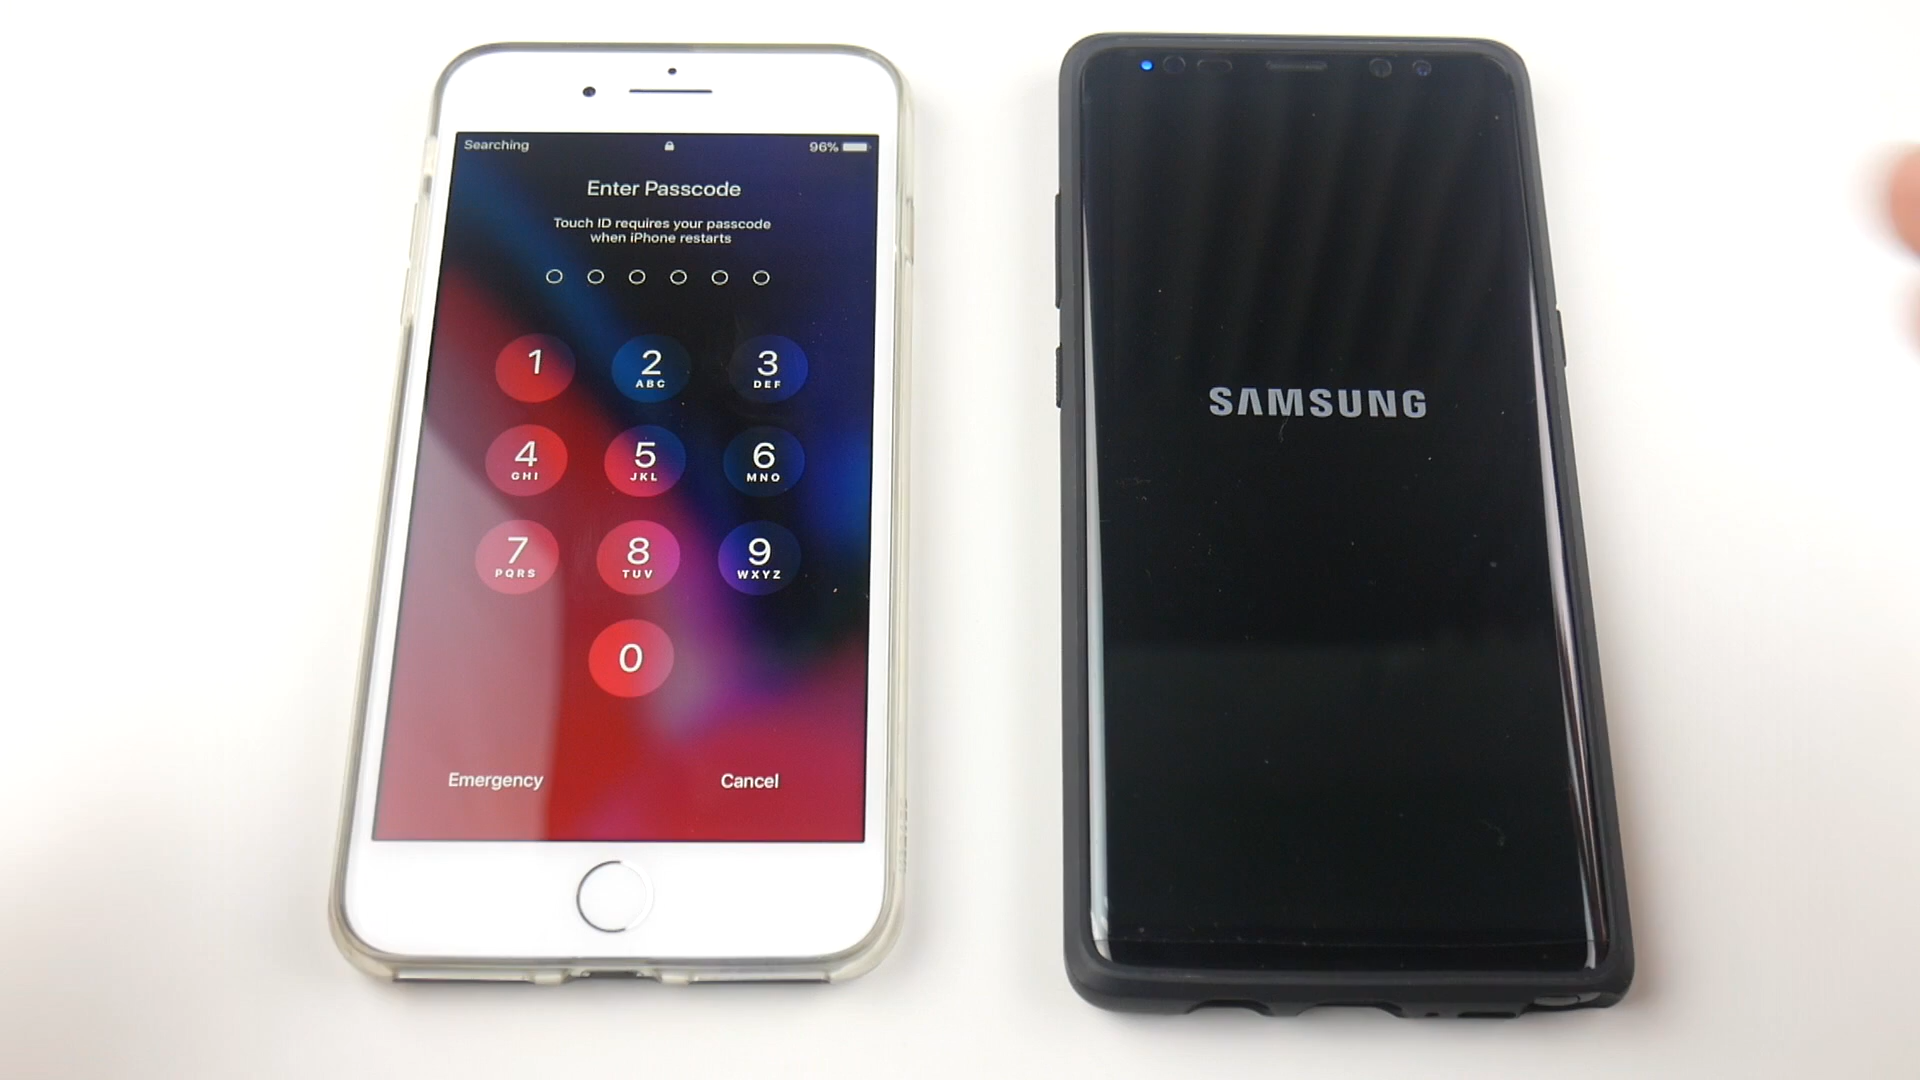 Searching 96%
Enter Passcode
Touch ID requires your passcode
when iPhone restarts
1 2 3
ABC DEF
4 5 6
GHI JKL MNO
7 8 9
PQRS TUV WXYZ
0
Emergency Cancel
SAMSUNG